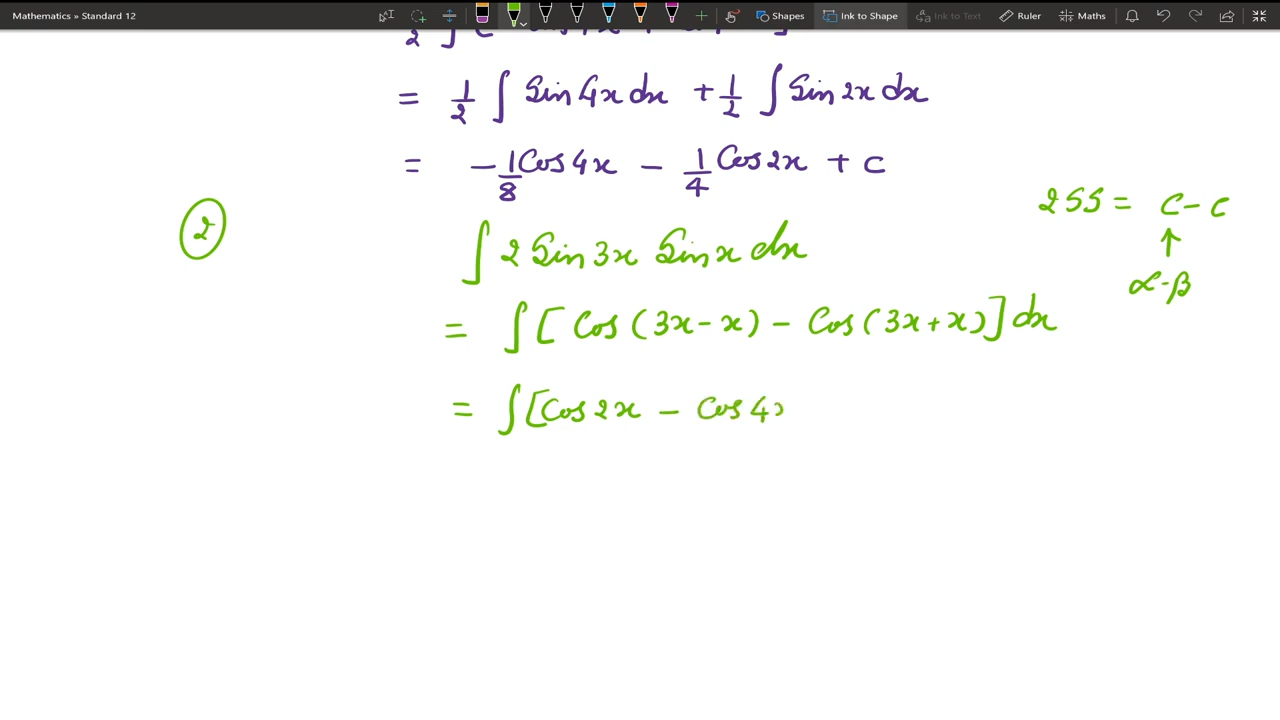 Mathematics » Standard 12
Shapes Ink to Shape Ink to Text Ruler Maths
= 1/2 ∫ Sin 4x dx + 1/2 ∫ Sin 2x dx
= - 1/8 Cos 4x - 1/4 Cos 2x + c
2SS = C - C
↑
α-β
2
∫ 2 Sin 3x Sin x dx
= ∫ [ Cos (3x - x) - Cos (3x + x) ] dx
= ∫ [Cos 2x - Cos 4x